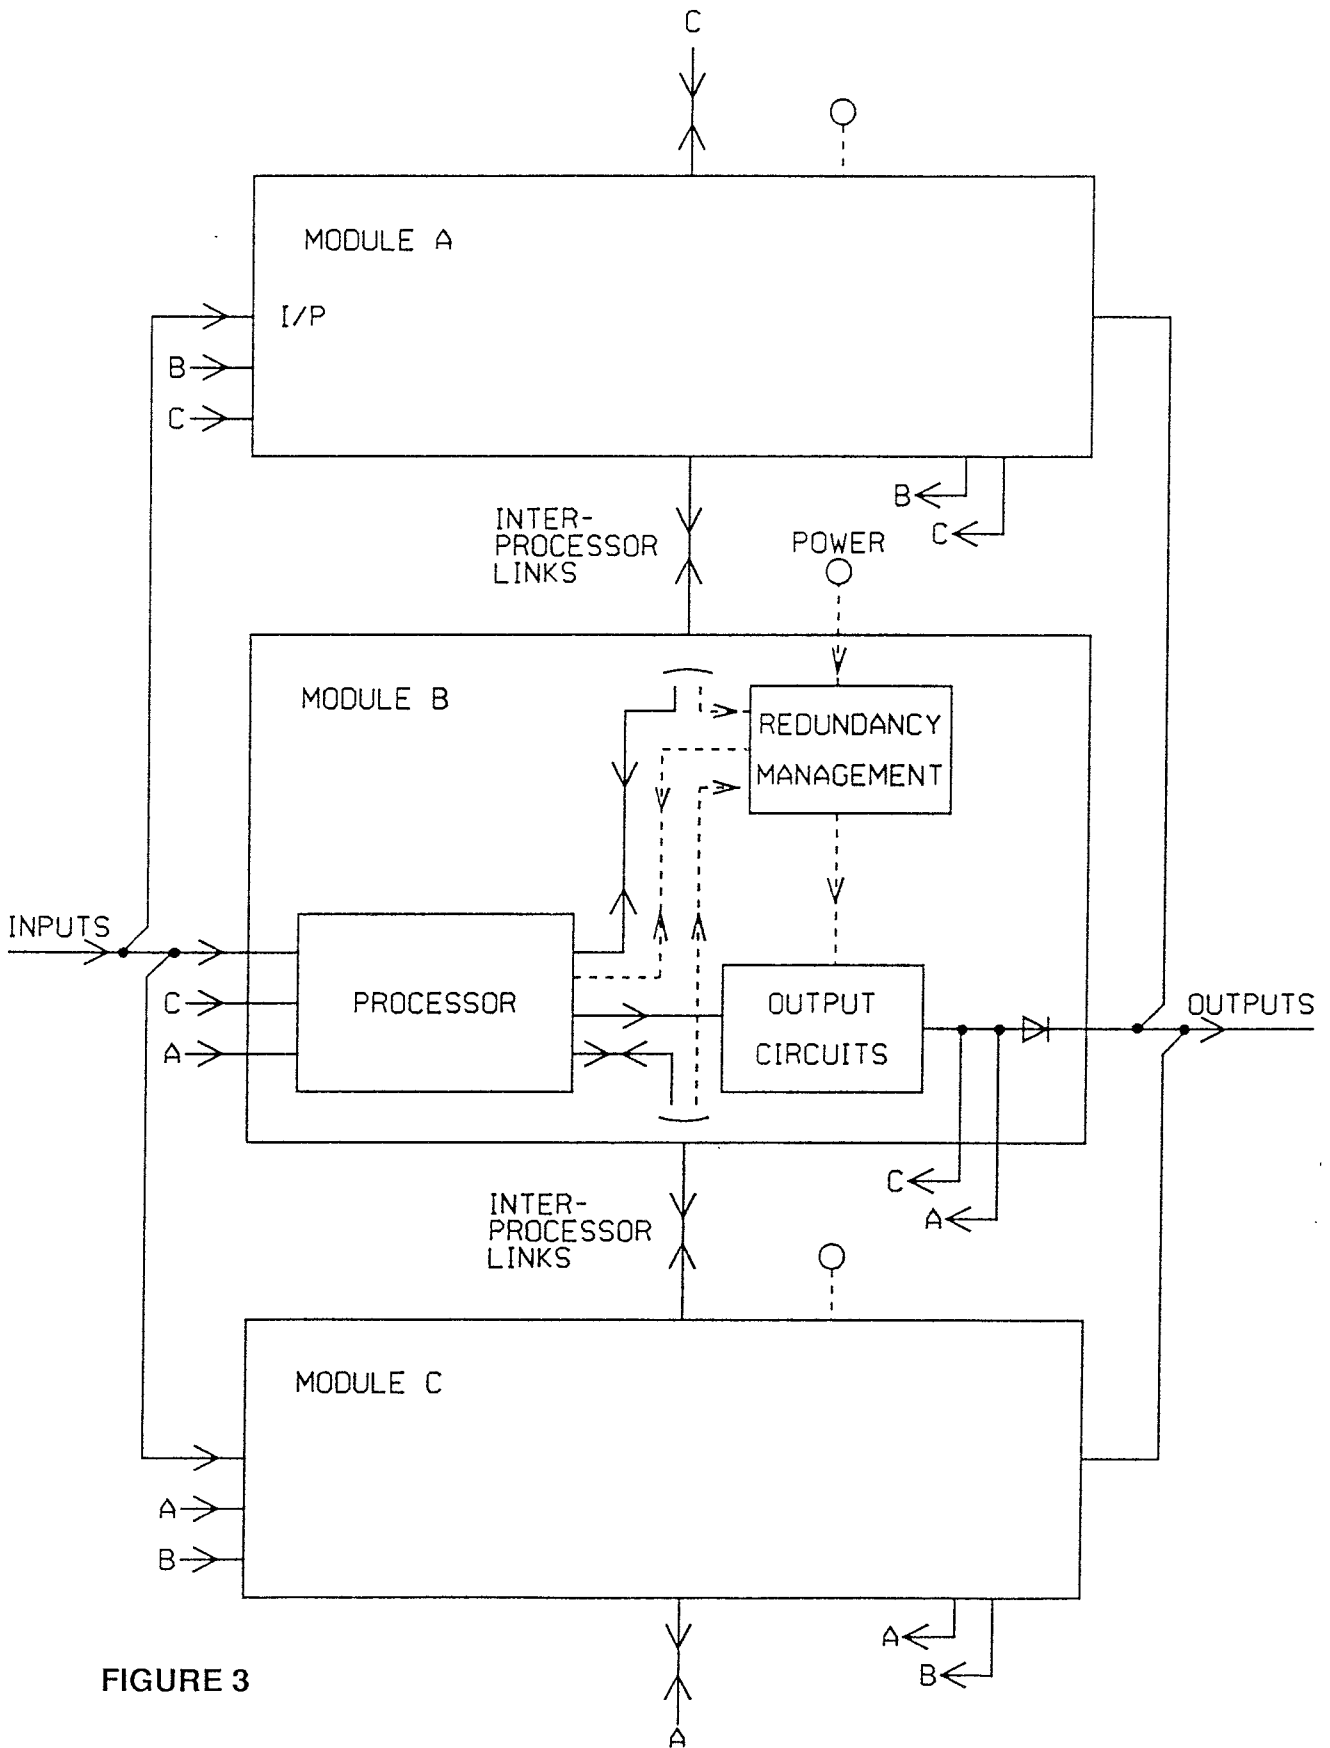 C
MODULE A
I/P
B
C
B
C
INTER-
PROCESSOR
LINKS
POWER
MODULE B
REDUNDANCY
MANAGEMENT
INPUTS
PROCESSOR
C
A
OUTPUT
CIRCUITS
OUTPUTS
C
A
INTER-
PROCESSOR
LINKS
MODULE C
A
B
A
B
A
FIGURE 3